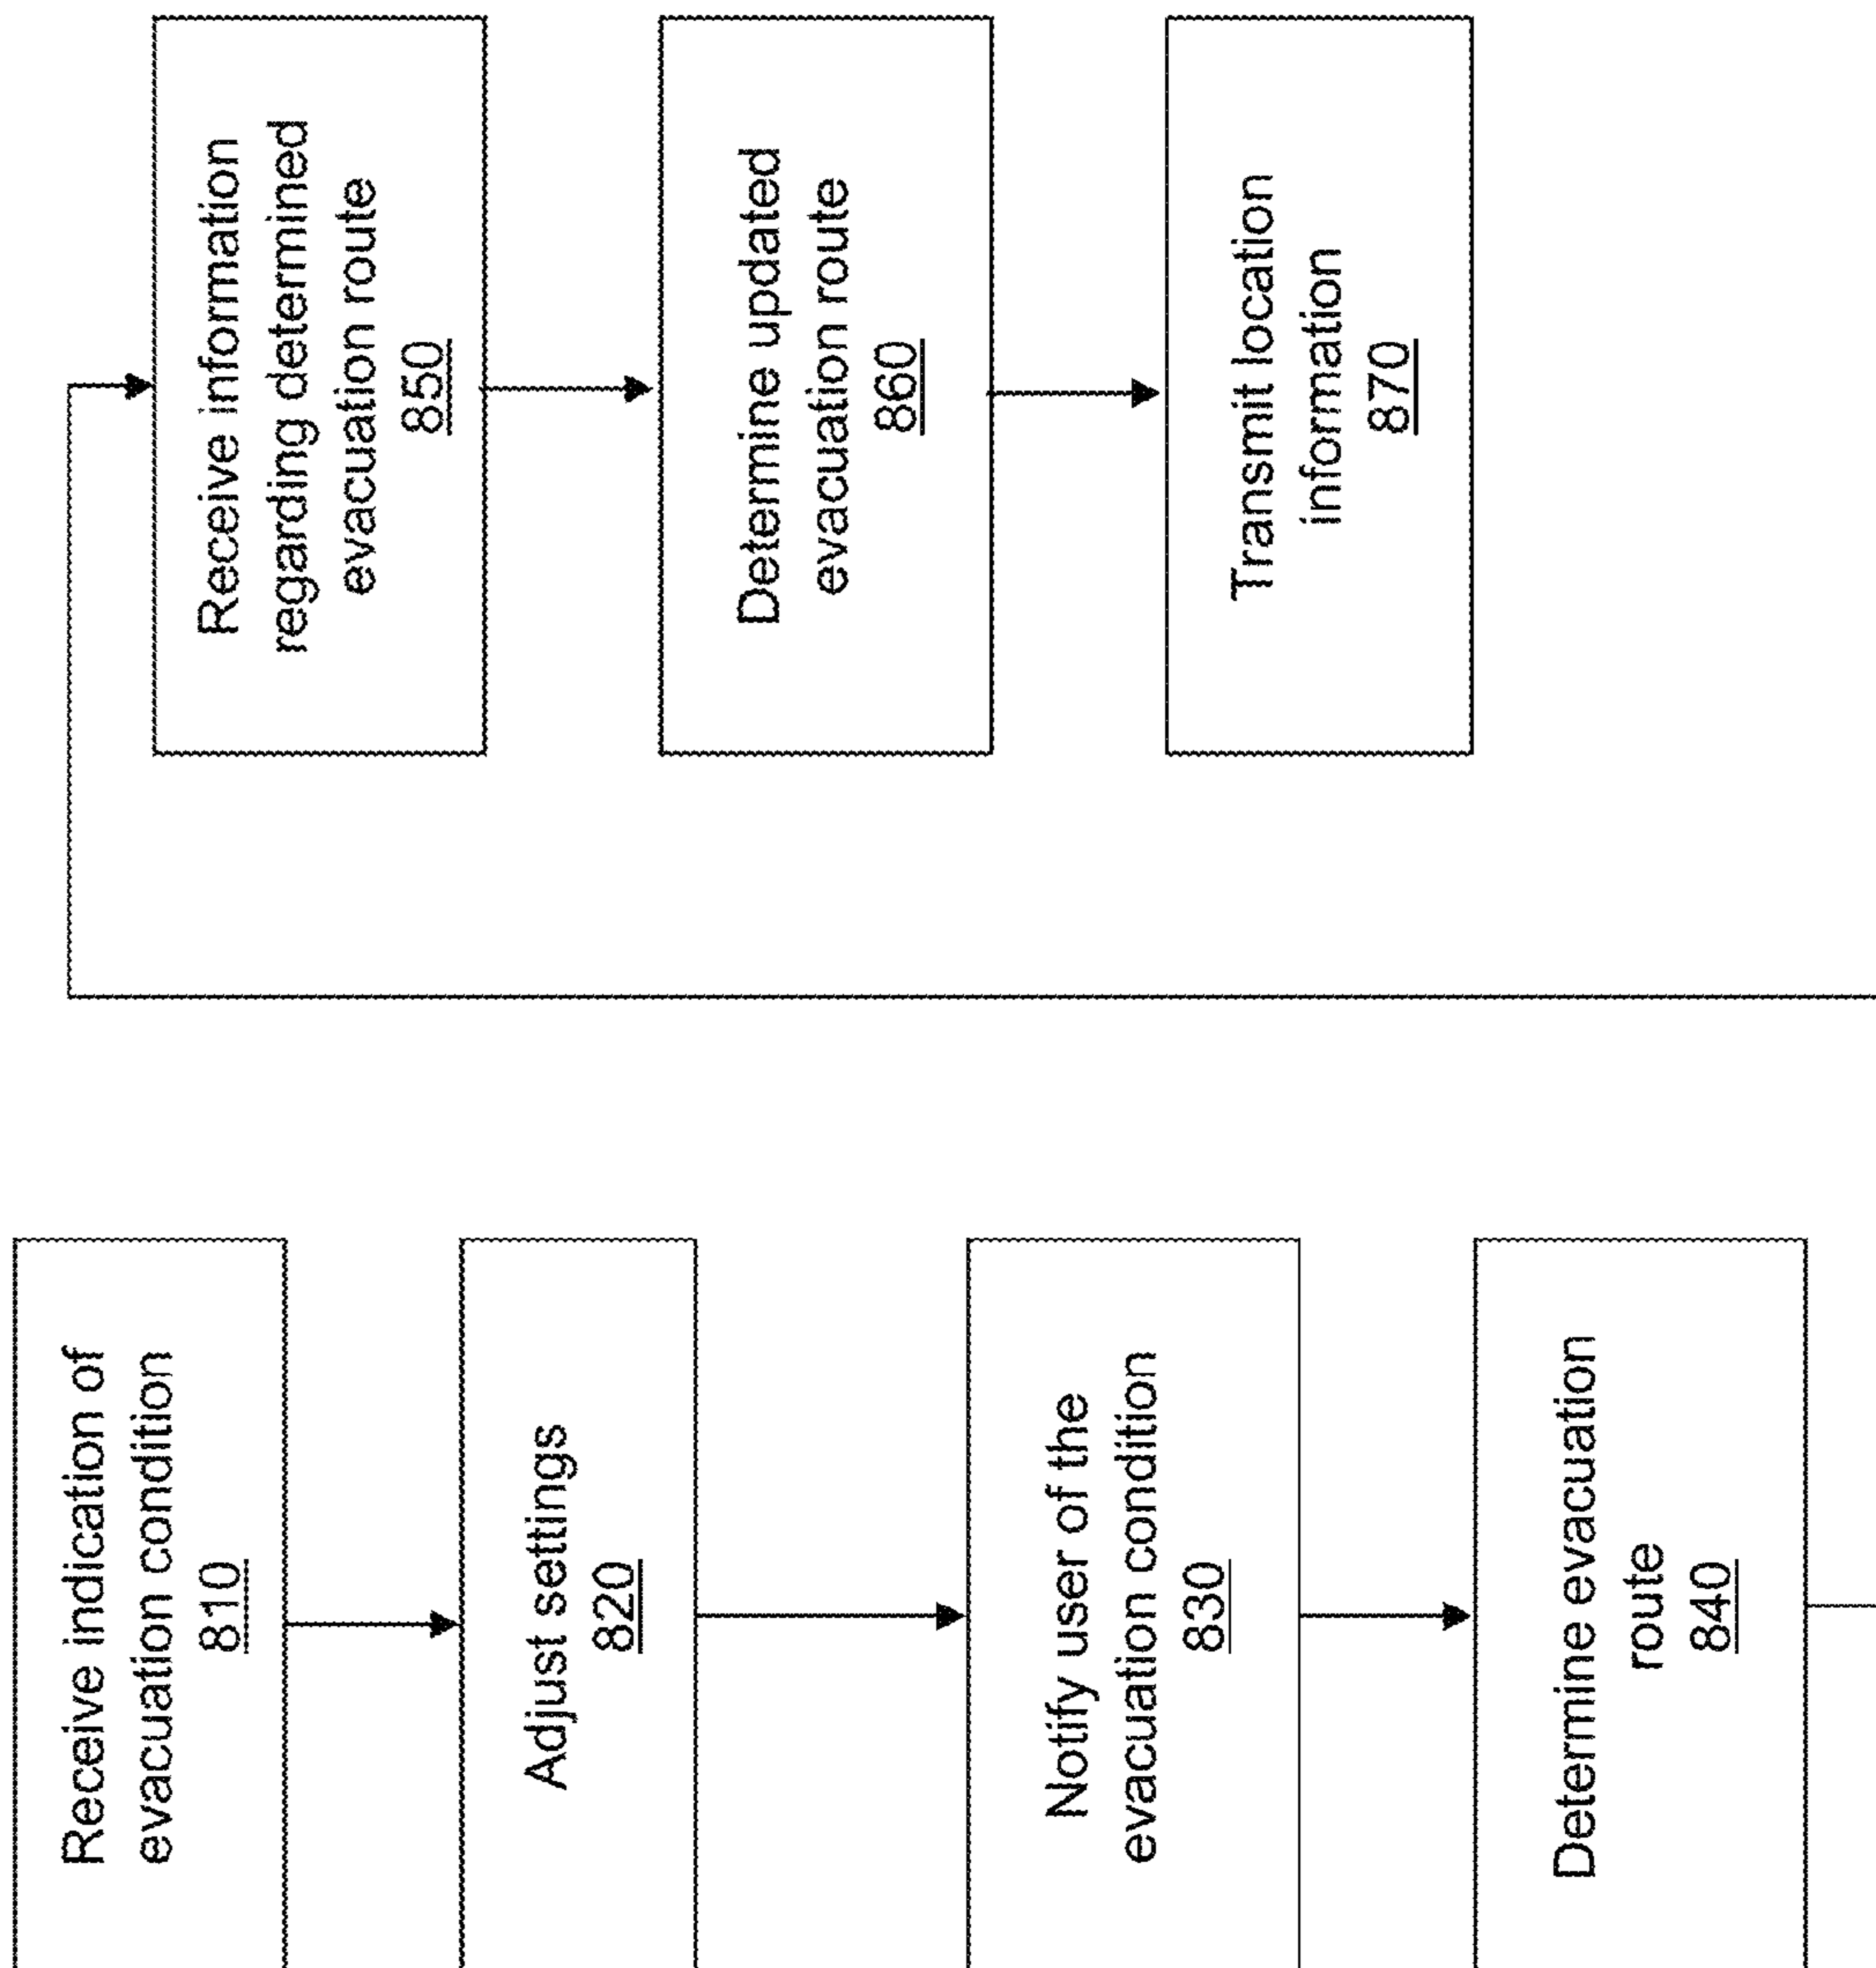 Receive indication of
evacuation condition
810
Adjust settings
820
Notify user of the
evacuation condition
830
Determine evacuation
route
840
Receive information
regarding determined
evacuation route
850
Determine updated
evacuation route
860
Transmit location
information
870